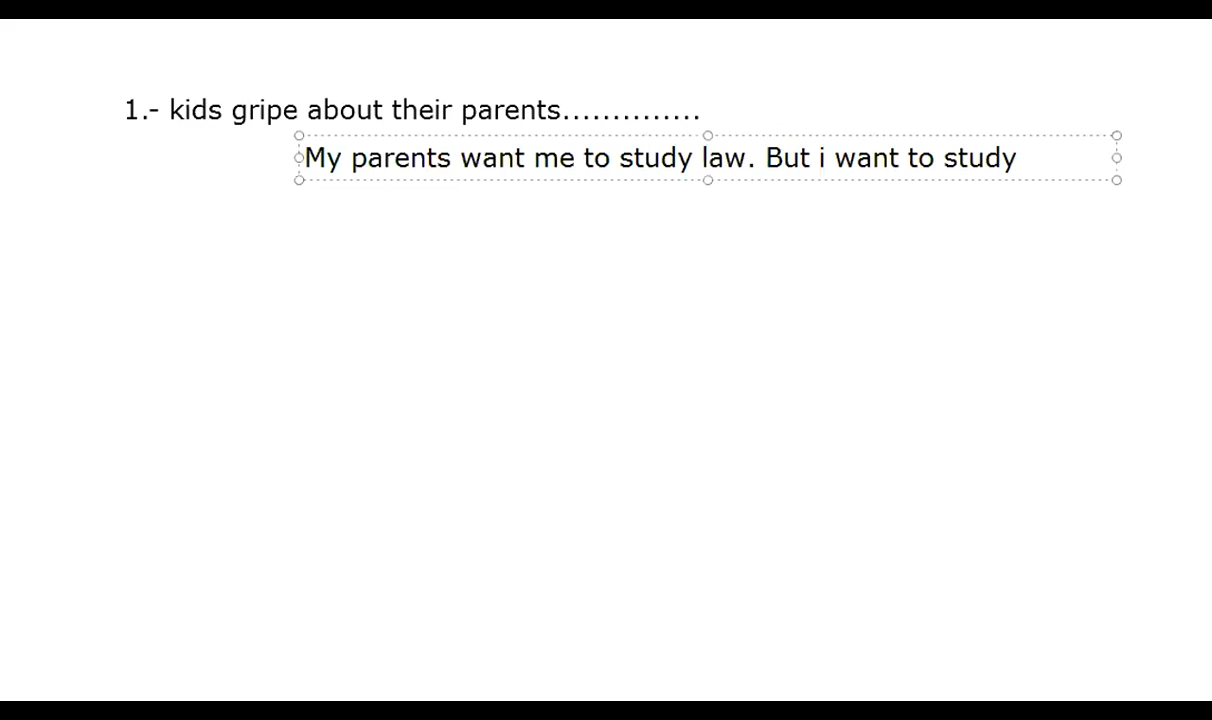 1.- kids gripe about their parents..............
My parents want me to study law. But i want to study